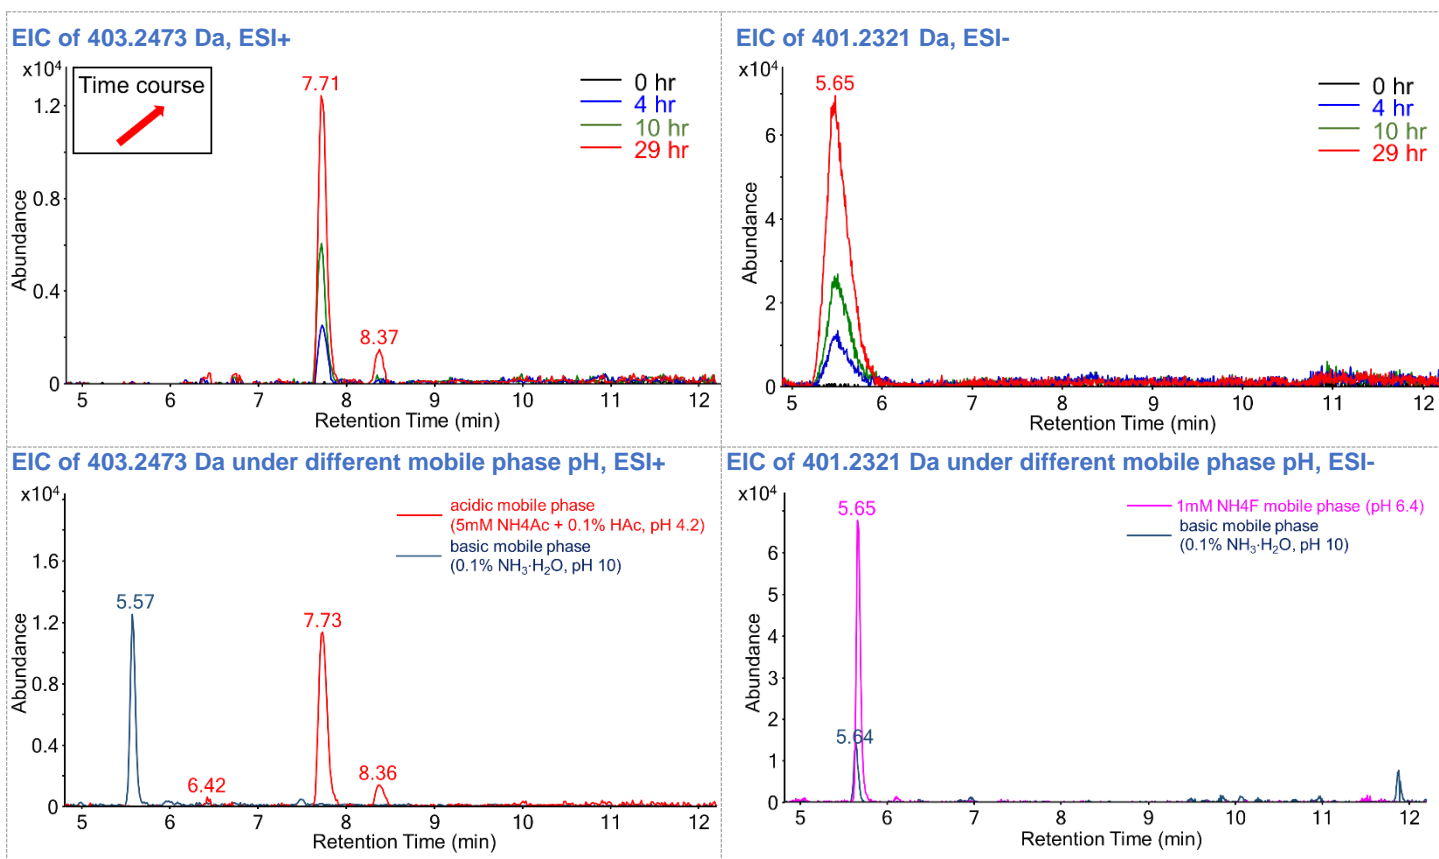 EIC of 403.2473 Da, ESI+
x10⁴
Time course
7.71
0 hr
4 hr
10 hr
29 hr
1.2
0.8
8.37
0.4
0
Abundance
5 6 7 8 9 10 11 12
Retention Time (min)
EIC of 401.2321 Da, ESI-
x10⁴
5.65
0 hr
4 hr
10 hr
29 hr
6
4
2
0
Abundance
5 6 7 8 9 10 11 12
Retention Time (min)
EIC of 403.2473 Da under different mobile phase pH, ESI+
x10⁴
acidic mobile phase
(5mM NH4Ac + 0.1% HAc, pH 4.2)
basic mobile phase
(0.1% NH₃·H₂O, pH 10)
1.6
5.57
1.2
7.73
0.8
0.4
6.42
8.36
0
Abundance
5 6 7 8 9 10 11 12
Retention Time (min)
EIC of 401.2321 Da under different mobile phase pH, ESI-
x10⁴
5.65
1mM NH4F mobile phase (pH 6.4)
basic mobile phase
(0.1% NH₃·H₂O, pH 10)
6
5
4
3
2
5.64
1
0
Abundance
5 6 7 8 9 10 11 12
Retention Time (min)